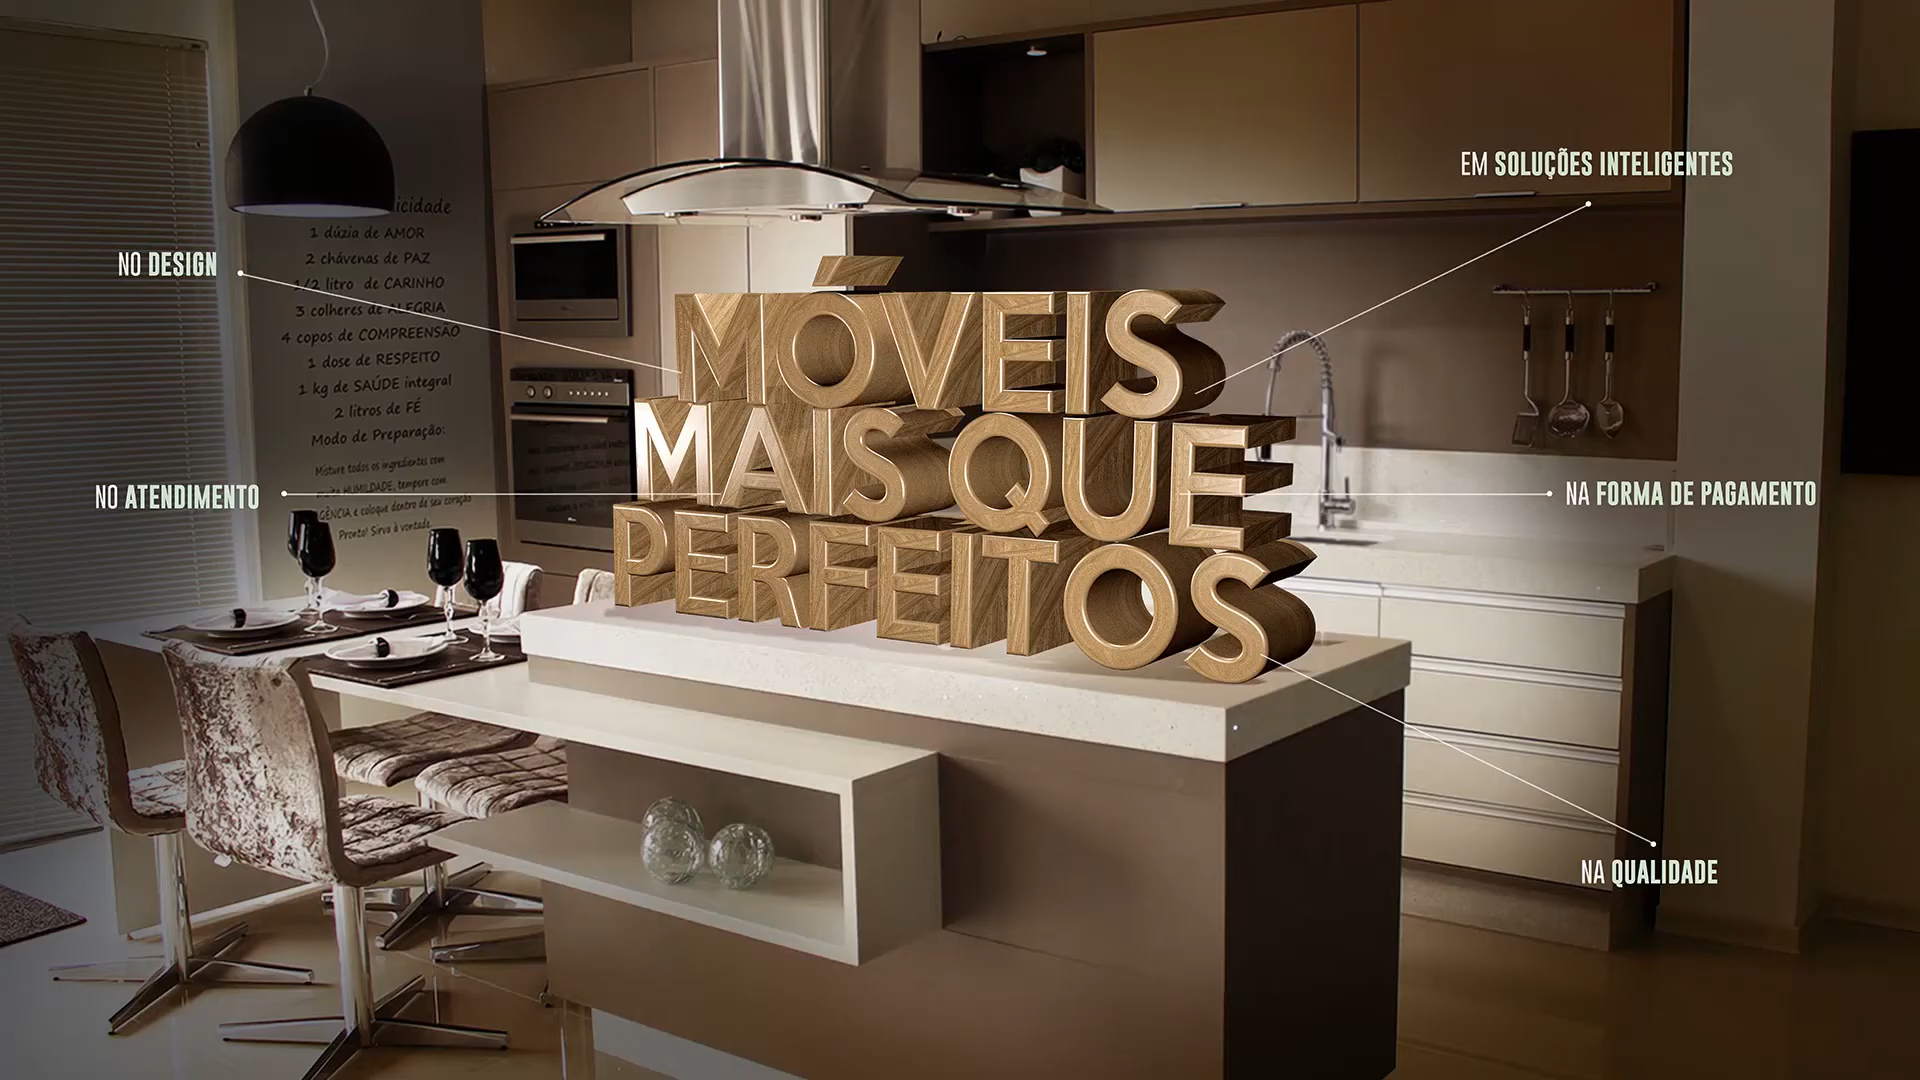 EM SOLUÇÕES INTELIGENTES
NO DESIGN
MÓVEIS
MAIS QUE
PERFEITOS
NO ATENDIMENTO
NA FORMA DE PAGAMENTO
NA QUALIDADE
icidade
1 dúzia de AMOR
2 chávenas de PAZ
1/2 litro de CARINHO
3 colheres de ALEGRIA
4 copos de COMPREENSÃO
1 dose de RESPEITO
1 kg de SAÚDE integral
2 litros de FÉ
Modo de Preparação:
Misture todos os ingredientes com
HUMILDADE, tempere com
GÊNCIA e coloque dentro de seu coração
Pronto! Sirva à vontade.